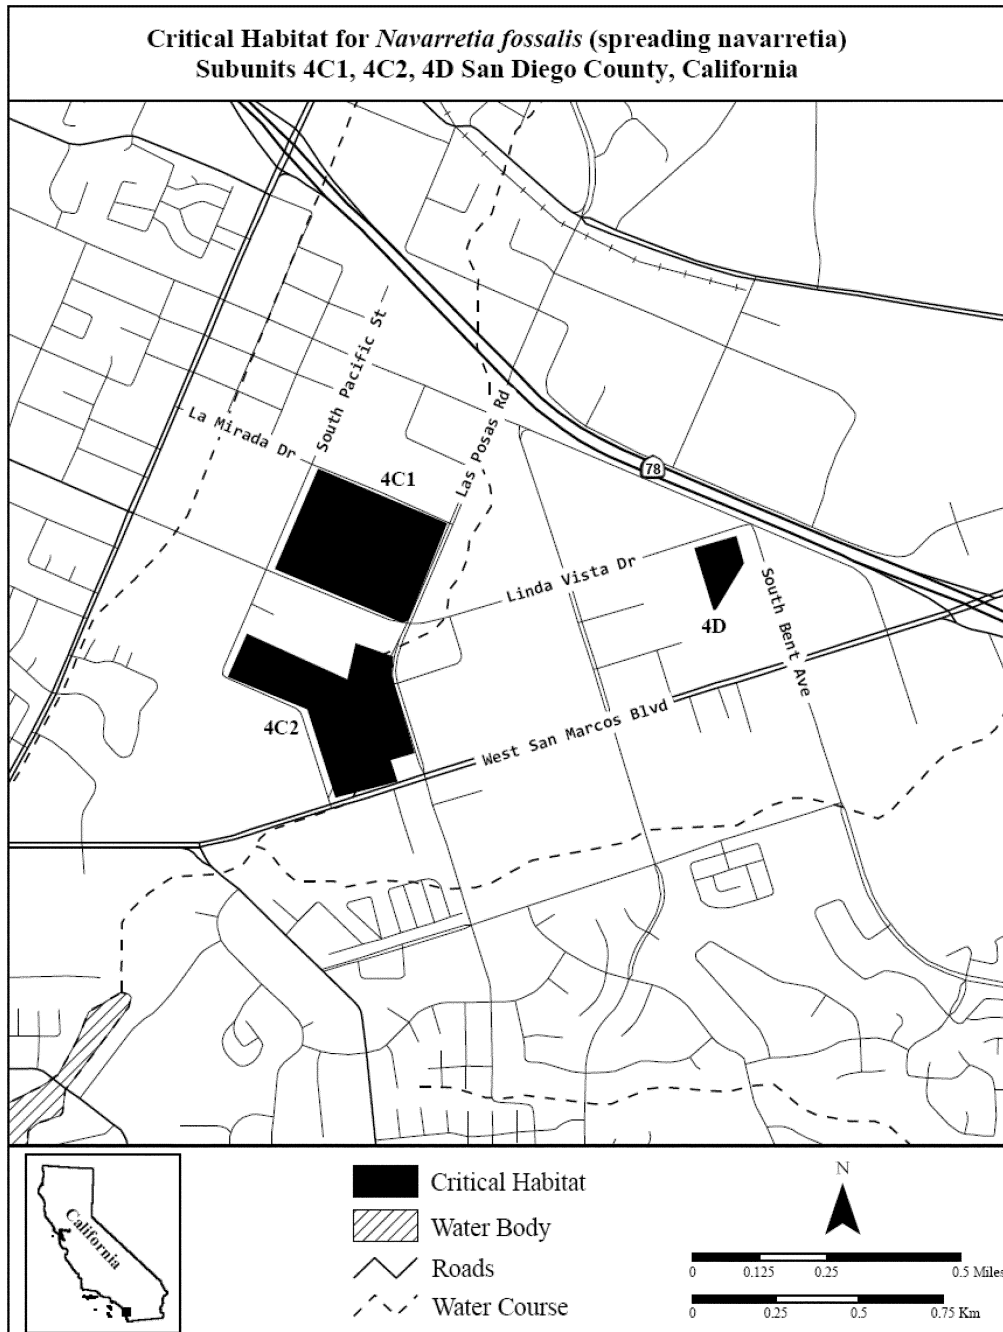 Critical Habitat for Navarretia fossalis (spreading navarretia)
Subunits 4C1, 4C2, 4D San Diego County, California
South Pacific St
La Mirada Dr
Las Posas Rd
4C1
78
Linda Vista Dr
South Bent Ave
4D
4C2
West San Marcos Blvd
California
Critical Habitat
Water Body
Roads
Water Course
N
0 0.125 0.25 0.5 Miles
0 0.25 0.5 0.75 Km